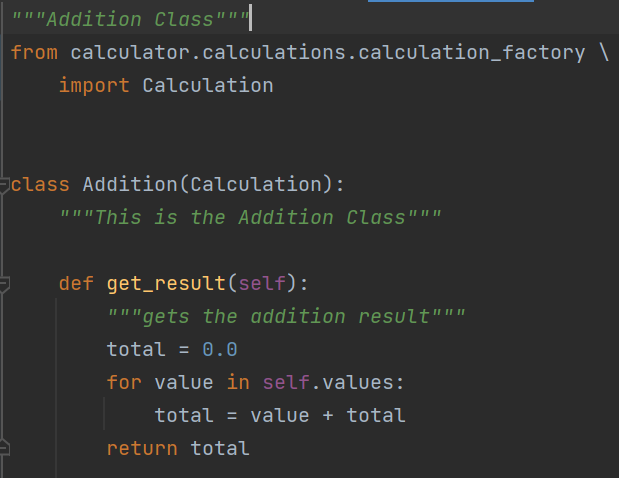 """Addition Class"""
from calculator.calculations.calculation_factory \
    import Calculation
class Addition(Calculation):
    """This is the Addition Class"""
    def get_result(self):
        """gets the addition result"""
        total = 0.0
        for value in self.values:
            total = value + total
        return total